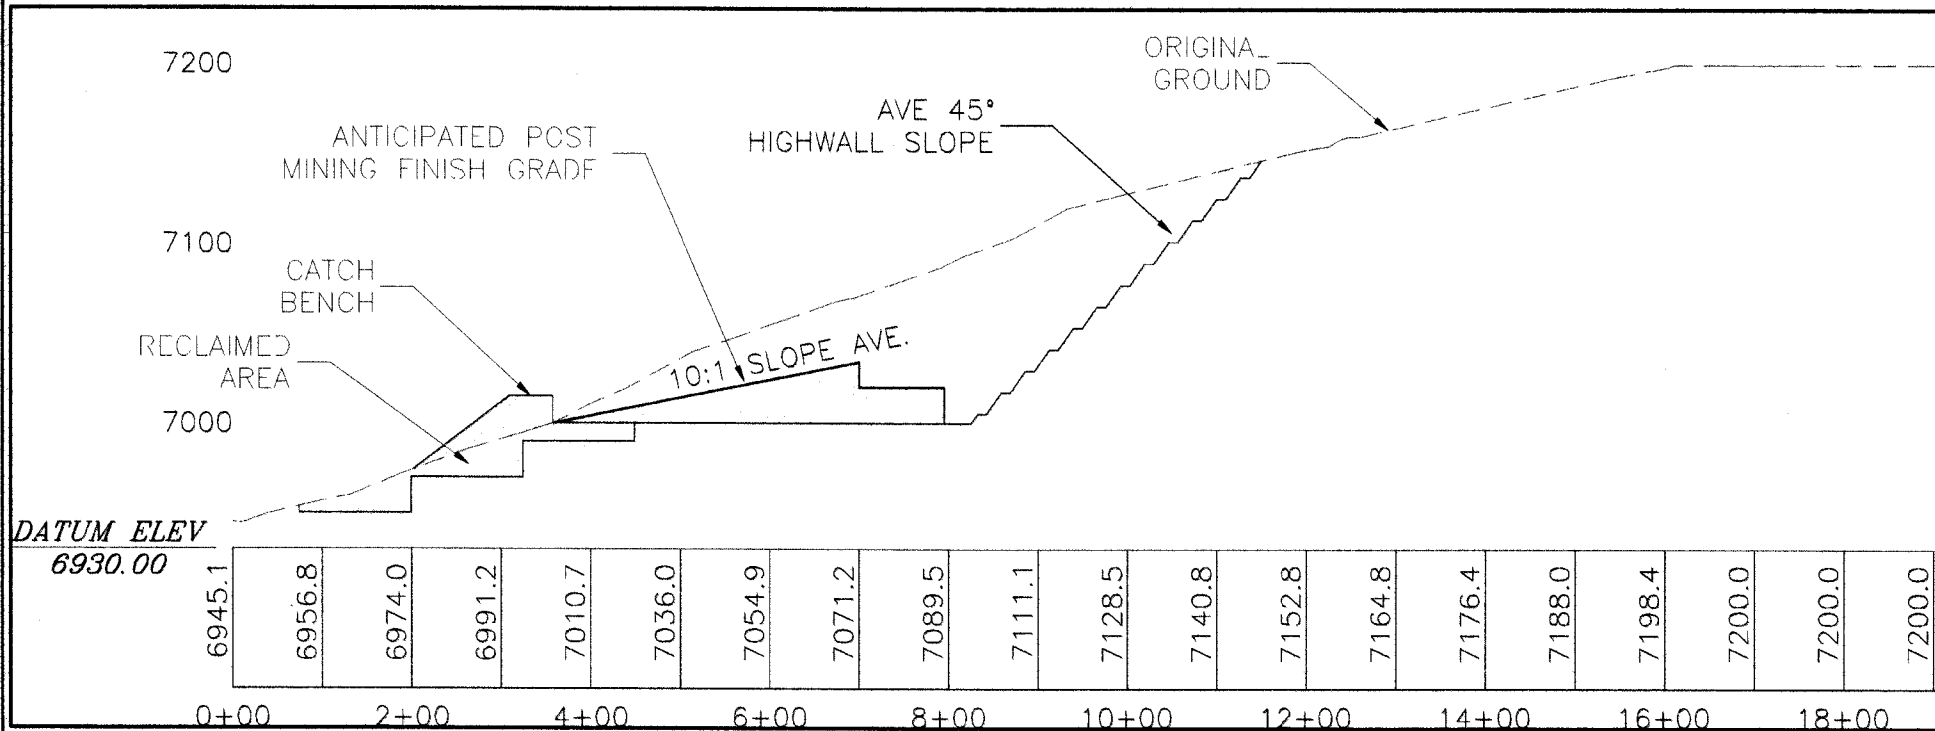 7200
ORIGINAL
GROUND
AVE 45°
HIGHWALL SLOPE
ANTICIPATED POST
MINING FINISH GRADE
7100
CATCH
BENCH
RECLAIMED
AREA
10:1 SLOPE AVE.
7000
DATUM ELEV
6930.00
6945.1
6956.8
6974.0
6991.2
7010.7
7036.0
7054.9
7071.2
7089.5
7111.1
7128.5
7140.8
7152.8
7164.8
7176.4
7188.0
7198.4
7200.0
7200.0
7200.0
0+00
2+00
4+00
6+00
8+00
10+00
12+00
14+00
16+00
18+00